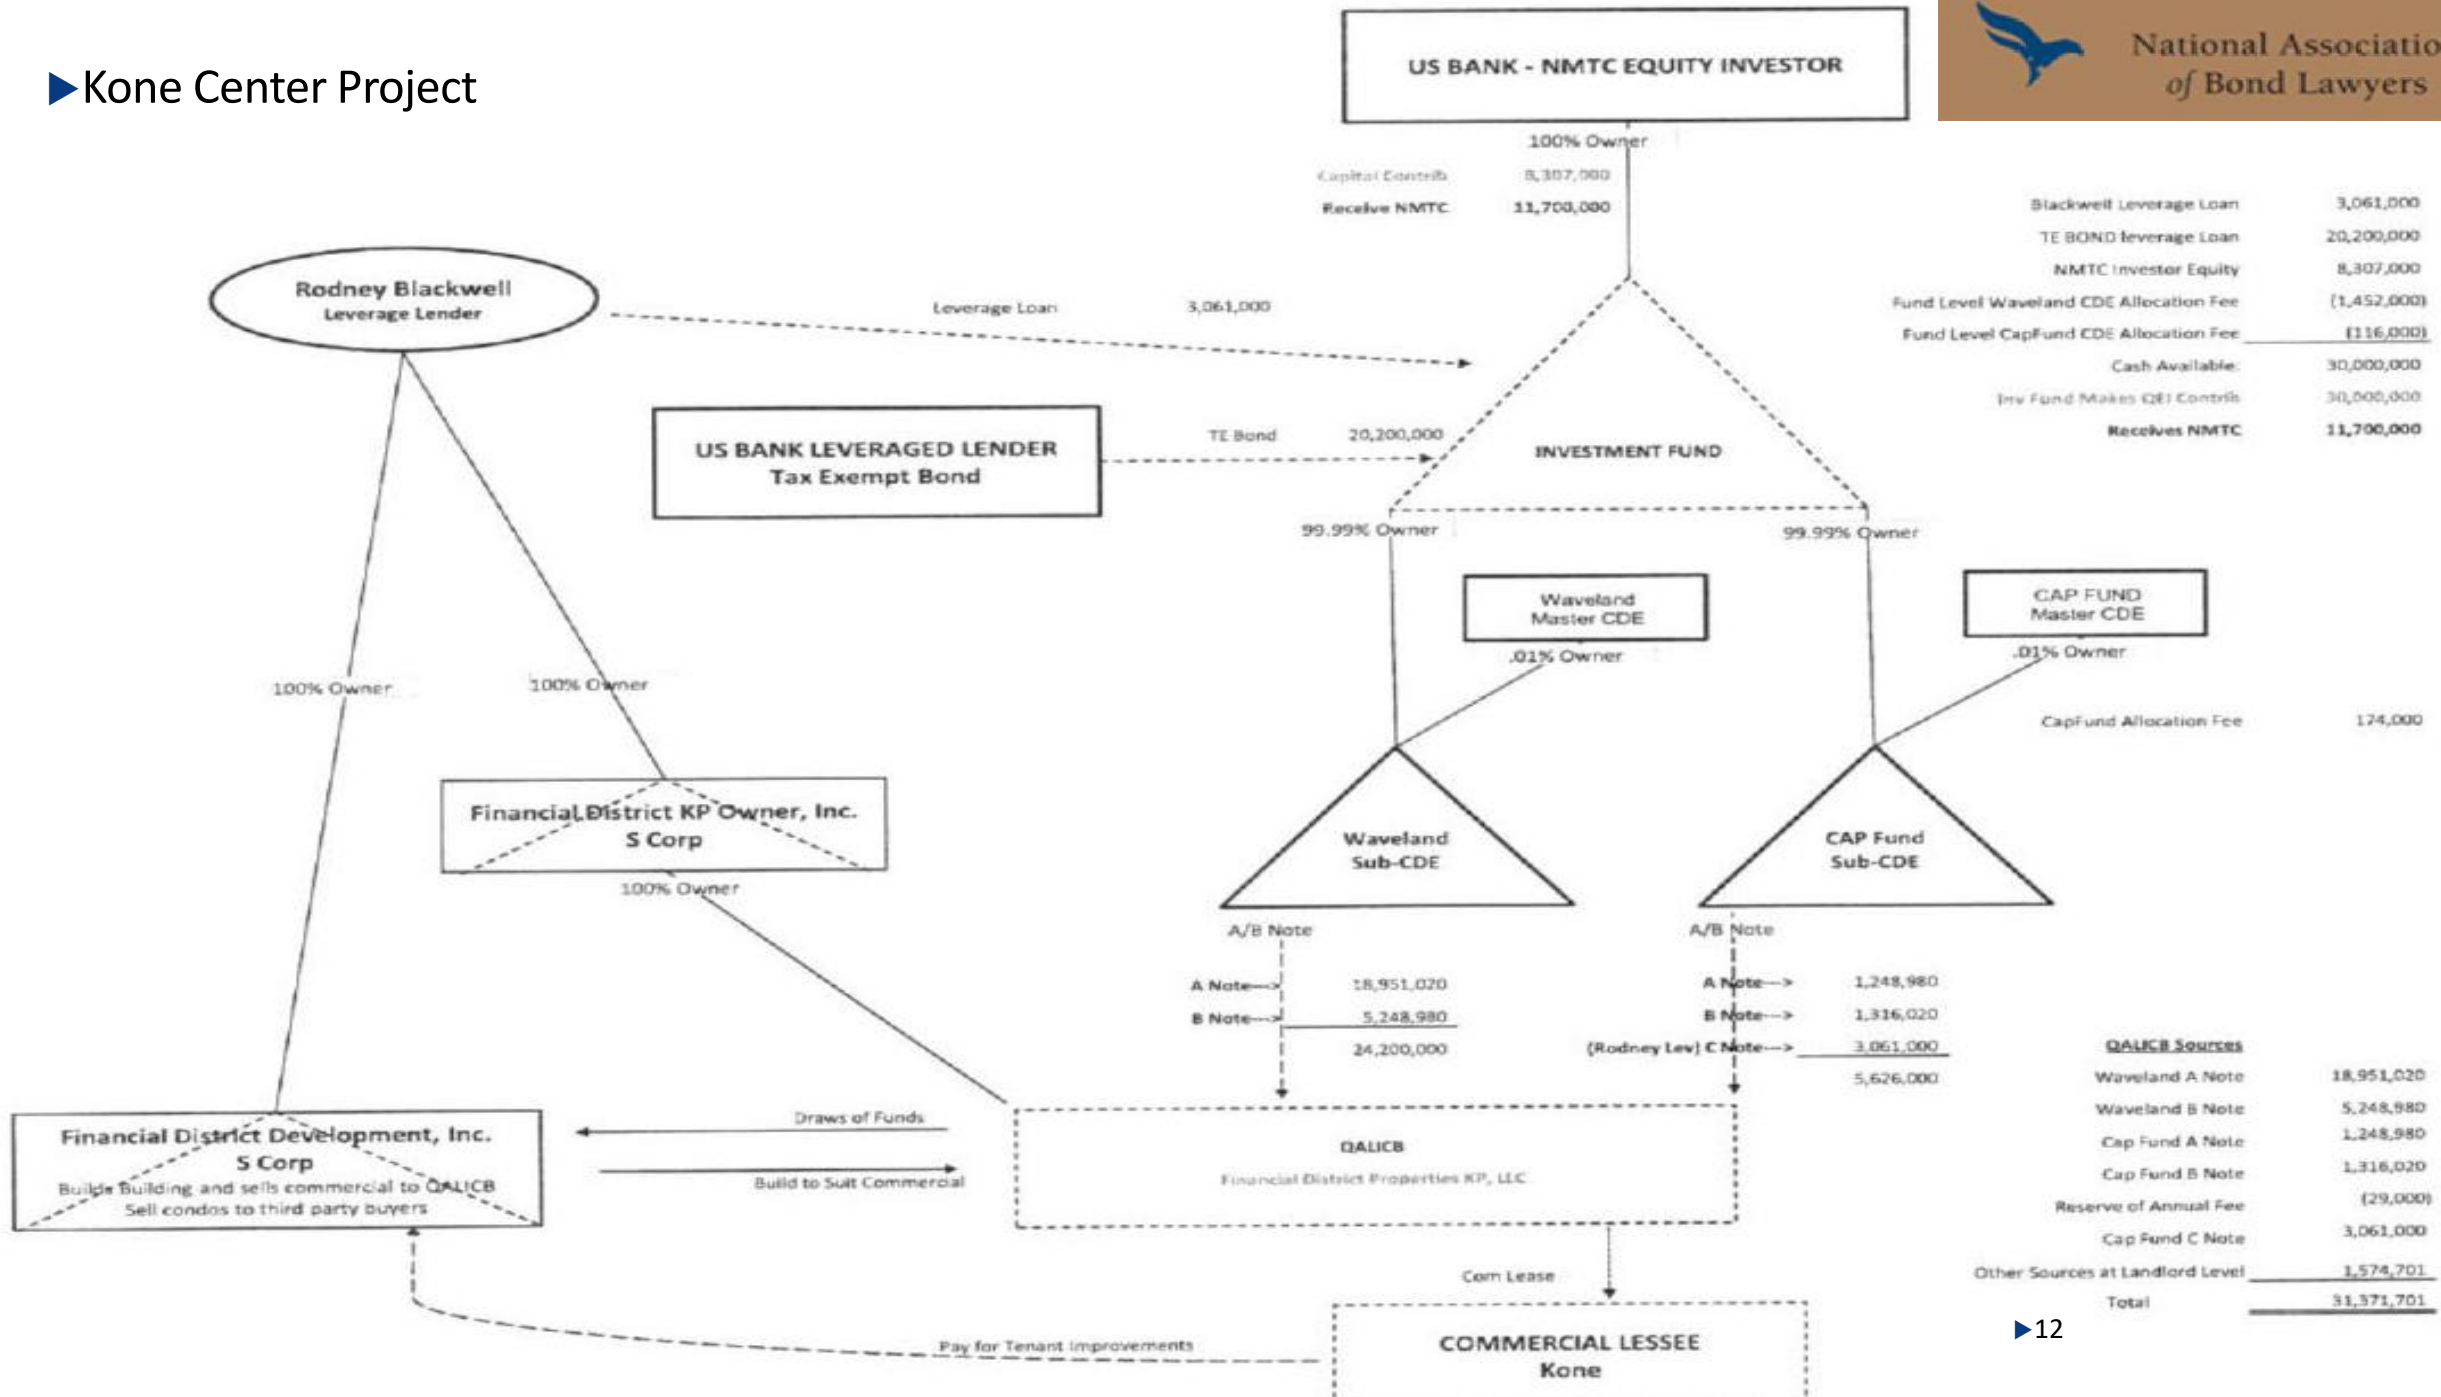 ▶Kone Center Project
National Associatio
of Bond Lawyers
US BANK - NMTC EQUITY INVESTOR
100% Owner
Capital Contrib 8,307,000
Receive NMTC 11,700,000
Blackwell Leverage Loan 3,061,000
TE BOND leverage Loan 20,200,000
NMTC Investor Equity 8,307,000
Fund Level Waveland CDE Allocation Fee (1,452,000)
Fund Level CapFund CDE Allocation Fee (116,000)
Cash Available: 30,000,000
Inv Fund Makes QEI Contrib 30,000,000
Receives NMTC 11,700,000
Rodney Blackwell
Leverage Lender
Leverage Loan 3,061,000
US BANK LEVERAGED LENDER
Tax Exempt Bond
TE Bond 20,200,000
INVESTMENT FUND
99.99% Owner
99.99% Owner
Waveland
Master CDE
.01% Owner
CAP FUND
Master CDE
.01% Owner
CapFund Allocation Fee 174,000
100% Owner
100% Owner
Financial District KP Owner, Inc.
S Corp
100% Owner
Waveland
Sub-CDE
CAP Fund
Sub-CDE
A/B Note
A Note---> 18,951,020
B Note---> 5,248,980
24,200,000
A/B Note
A Note---> 1,248,980
B Note---> 1,316,020
(Rodney Lev) C Note---> 3,061,000
5,626,000
QALICB Sources
Waveland A Note 18,951,020
Waveland B Note 5,248,980
Cap Fund A Note 1,248,980
Cap Fund B Note 1,316,020
Reserve of Annual Fee (29,000)
Cap Fund C Note 3,061,000
Other Sources at Landlord Level 1,574,701
Total 31,371,701
Financial District Development, Inc.
S Corp
Builds Building and sells commercial to QALICB
Sell condos to third party buyers
Draws of Funds
Build to Suit Commercial
QALICB
Financial District Properties KP, LLC
Com Lease
Pay for Tenant Improvements
COMMERCIAL LESSEE
Kone
▶12